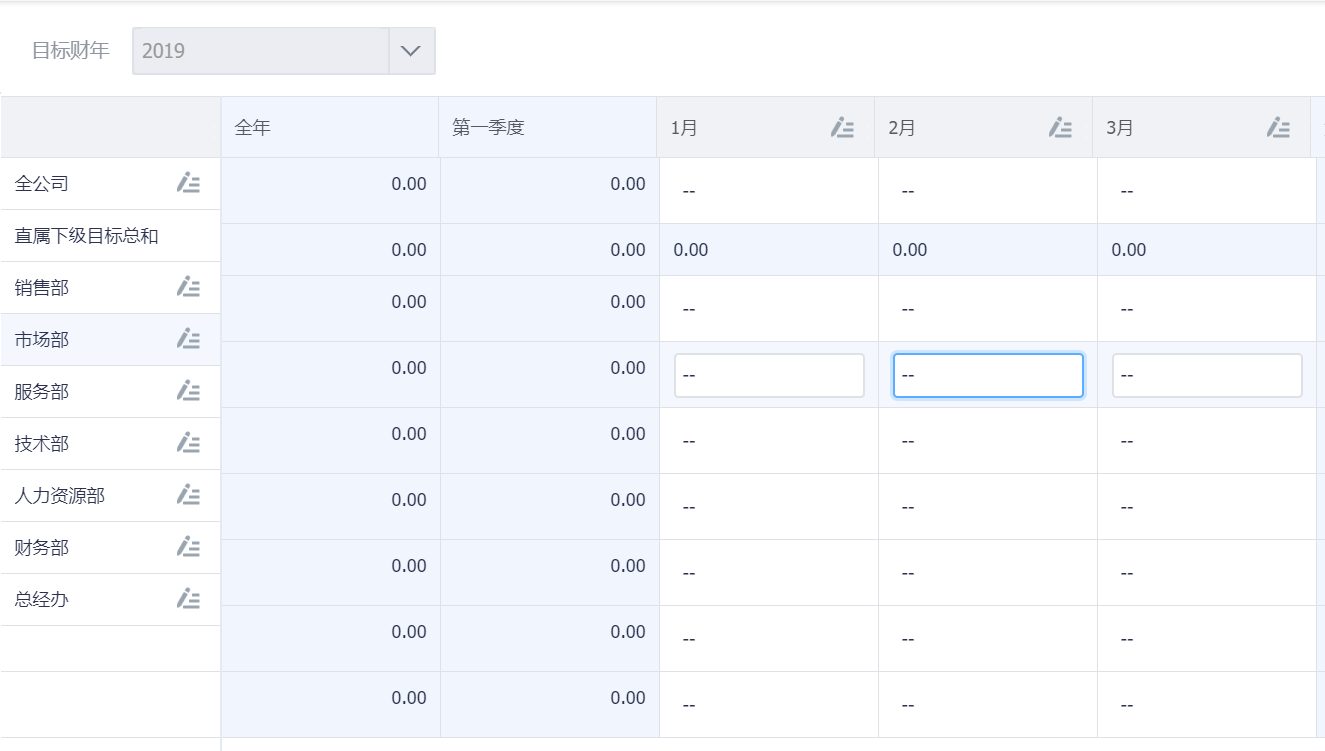 目标财年 2019
全年 第一季度 1月 2月 3月
全公司 0.00 0.00 -- -- --
直属下级目标总和 0.00 0.00 0.00 0.00 0.00
销售部 0.00 0.00 -- -- --
市场部 0.00 0.00 -- -- --
服务部 0.00 0.00 -- -- --
技术部 0.00 0.00 -- -- --
人力资源部 0.00 0.00 -- -- --
财务部 0.00 0.00 -- -- --
总经办 0.00 0.00 -- -- --